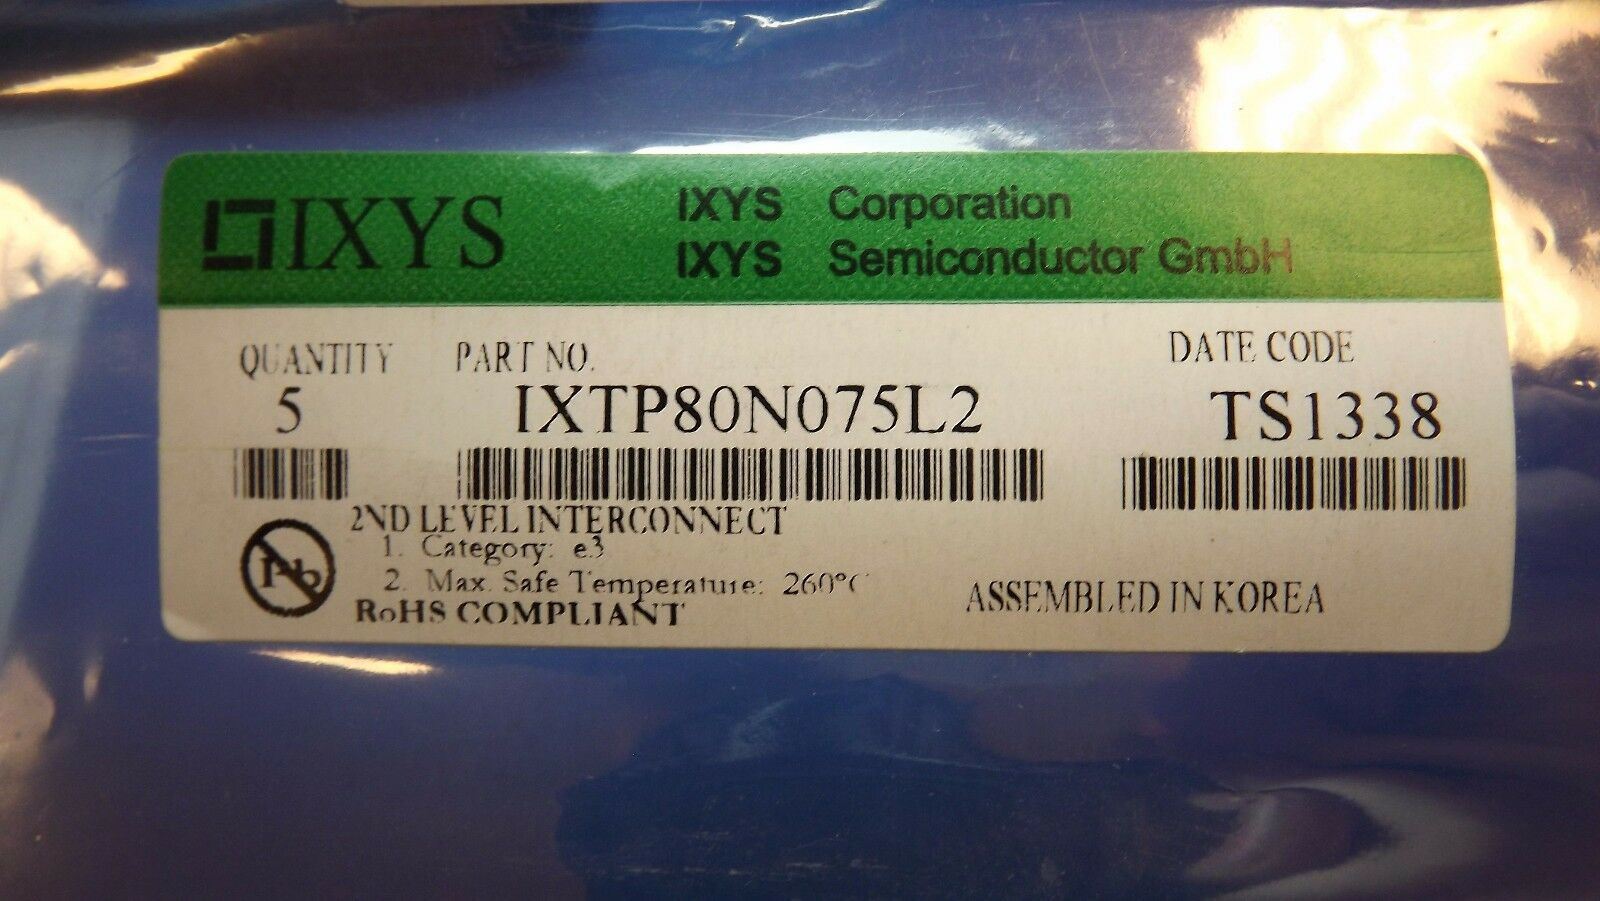 IXYS
IXYS Corporation
IXYS Semiconductor GmbH
QUANTITY PART NO. DATE CODE
5 IXTP80N075L2 TS1338
2ND LEVEL INTERCONNECT
1. Category: e3
2. Max. Safe Temperature: 260°C
Pb
RoHS COMPLIANT
ASSEMBLED IN KOREA